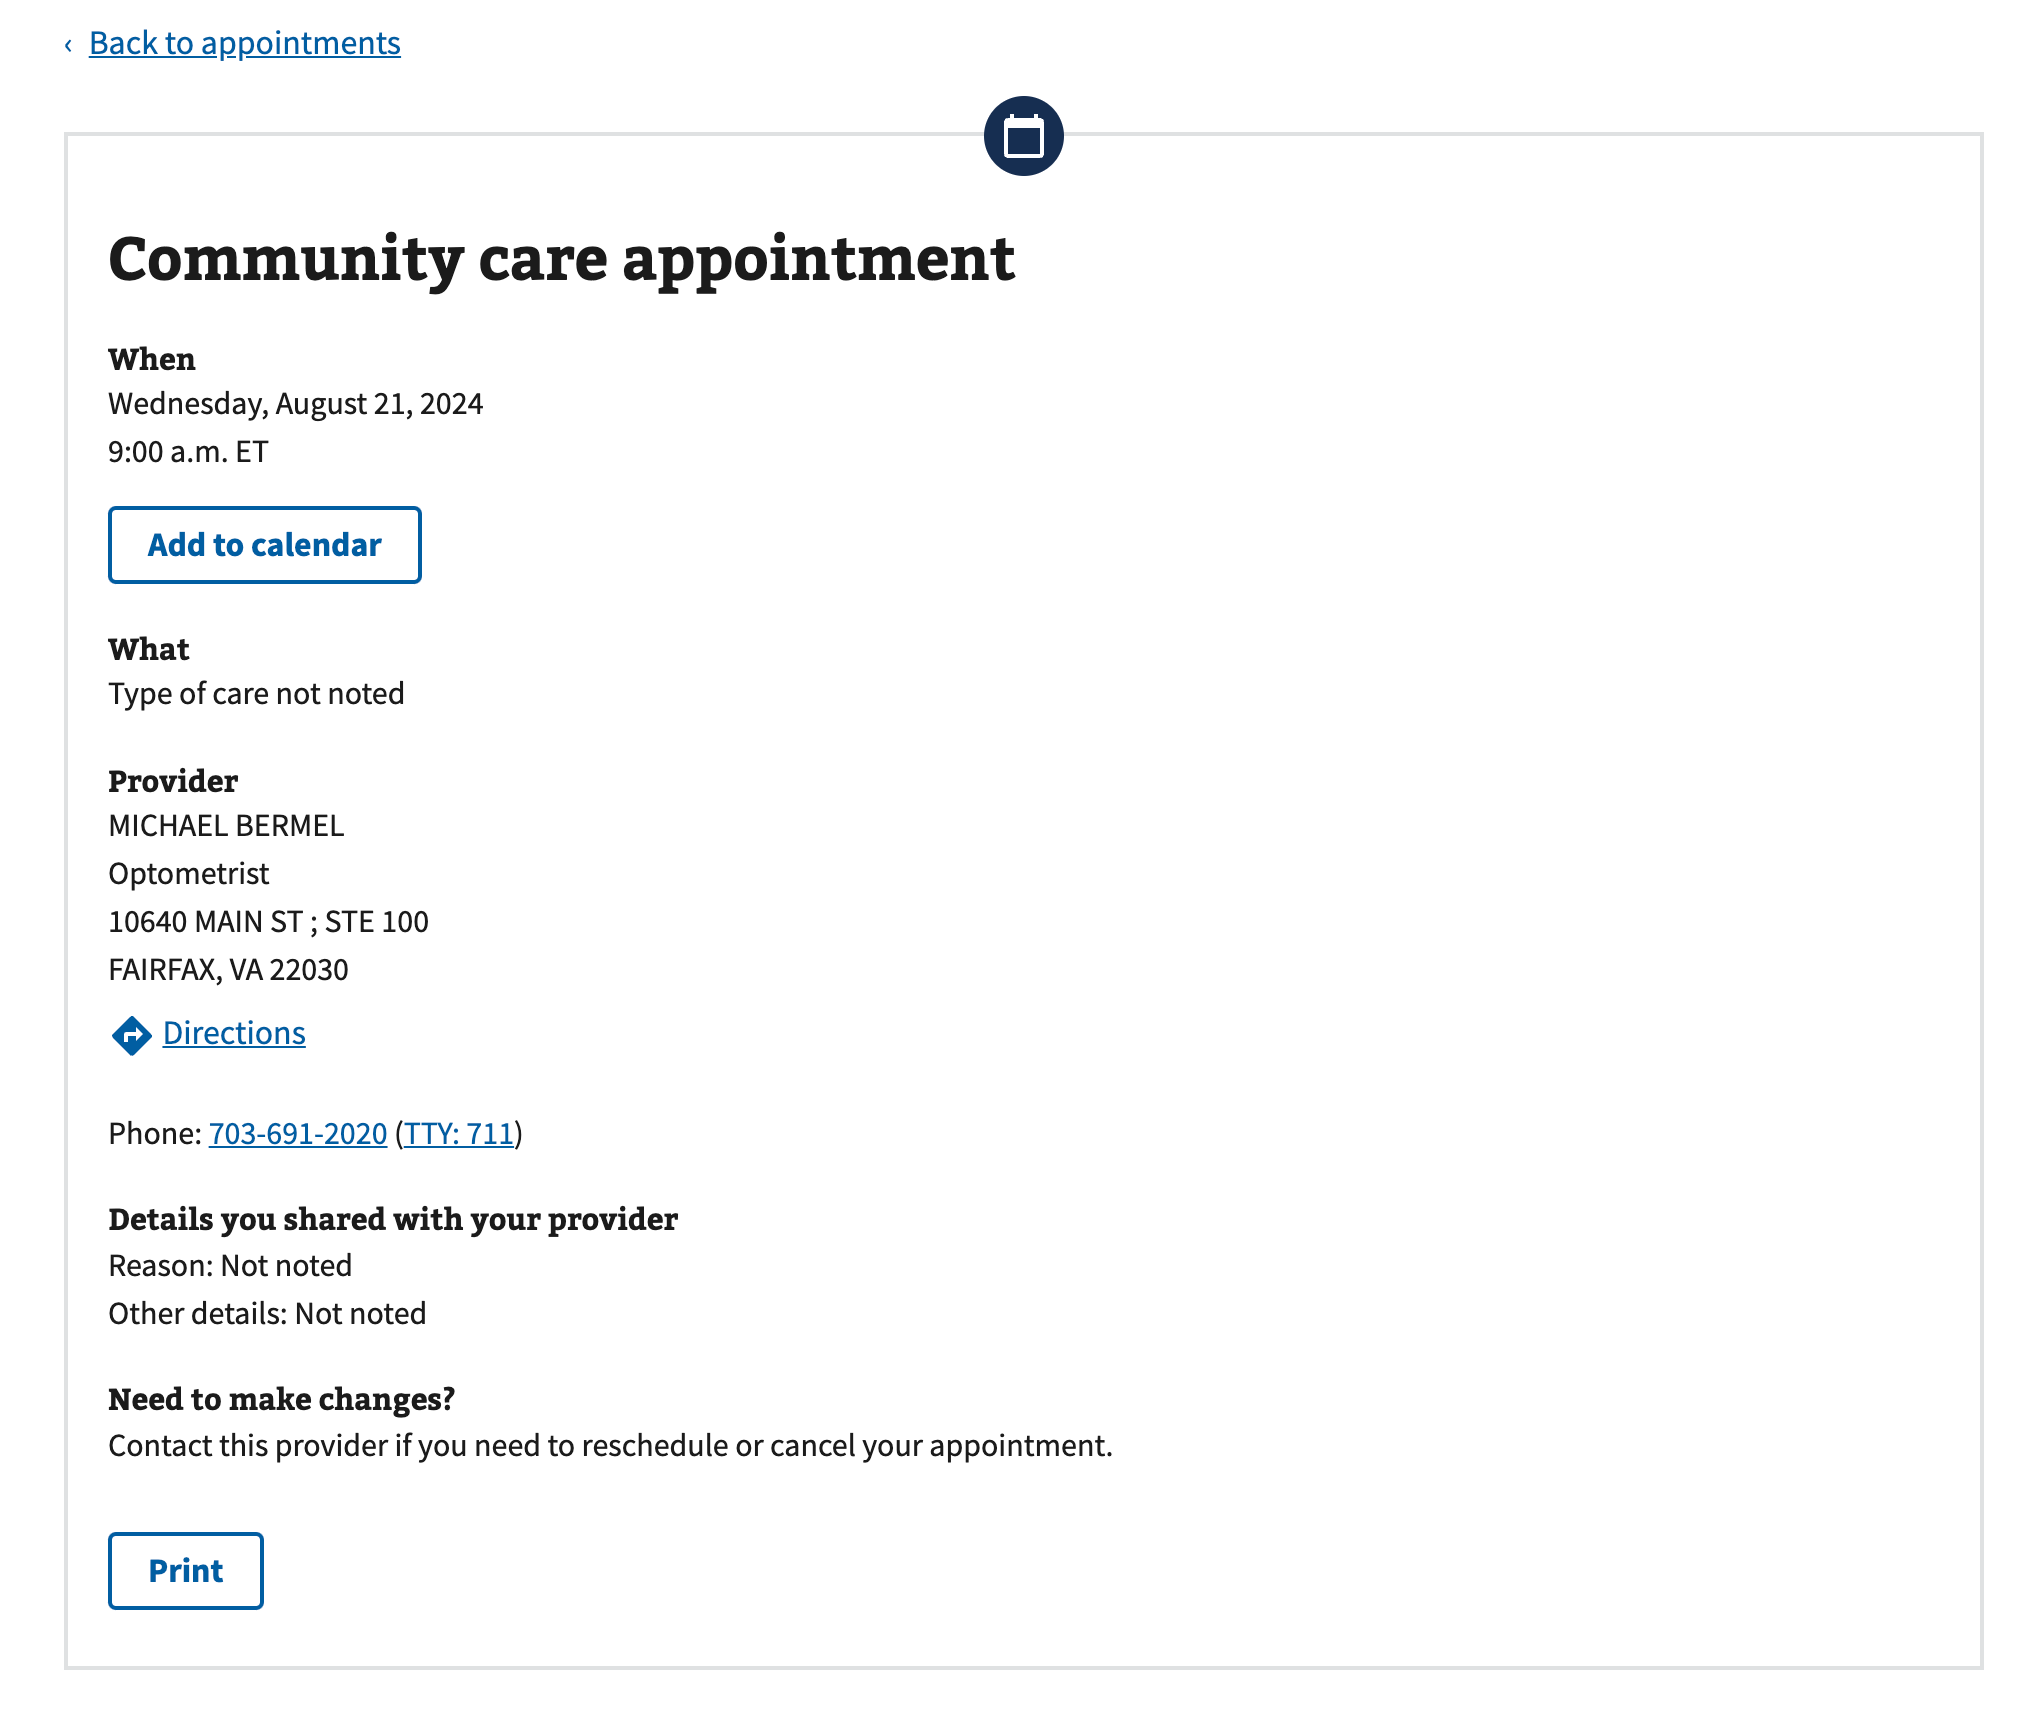 ‹ Back to appointments
Community care appointment
When
Wednesday, August 21, 2024
9:00 a.m. ET
Add to calendar
What
Type of care not noted
Provider
MICHAEL BERMEL
Optometrist
10640 MAIN ST ; STE 100
FAIRFAX, VA 22030
Directions
Phone: 703-691-2020 (TTY: 711)
Details you shared with your provider
Reason: Not noted
Other details: Not noted
Need to make changes?
Contact this provider if you need to reschedule or cancel your appointment.
Print